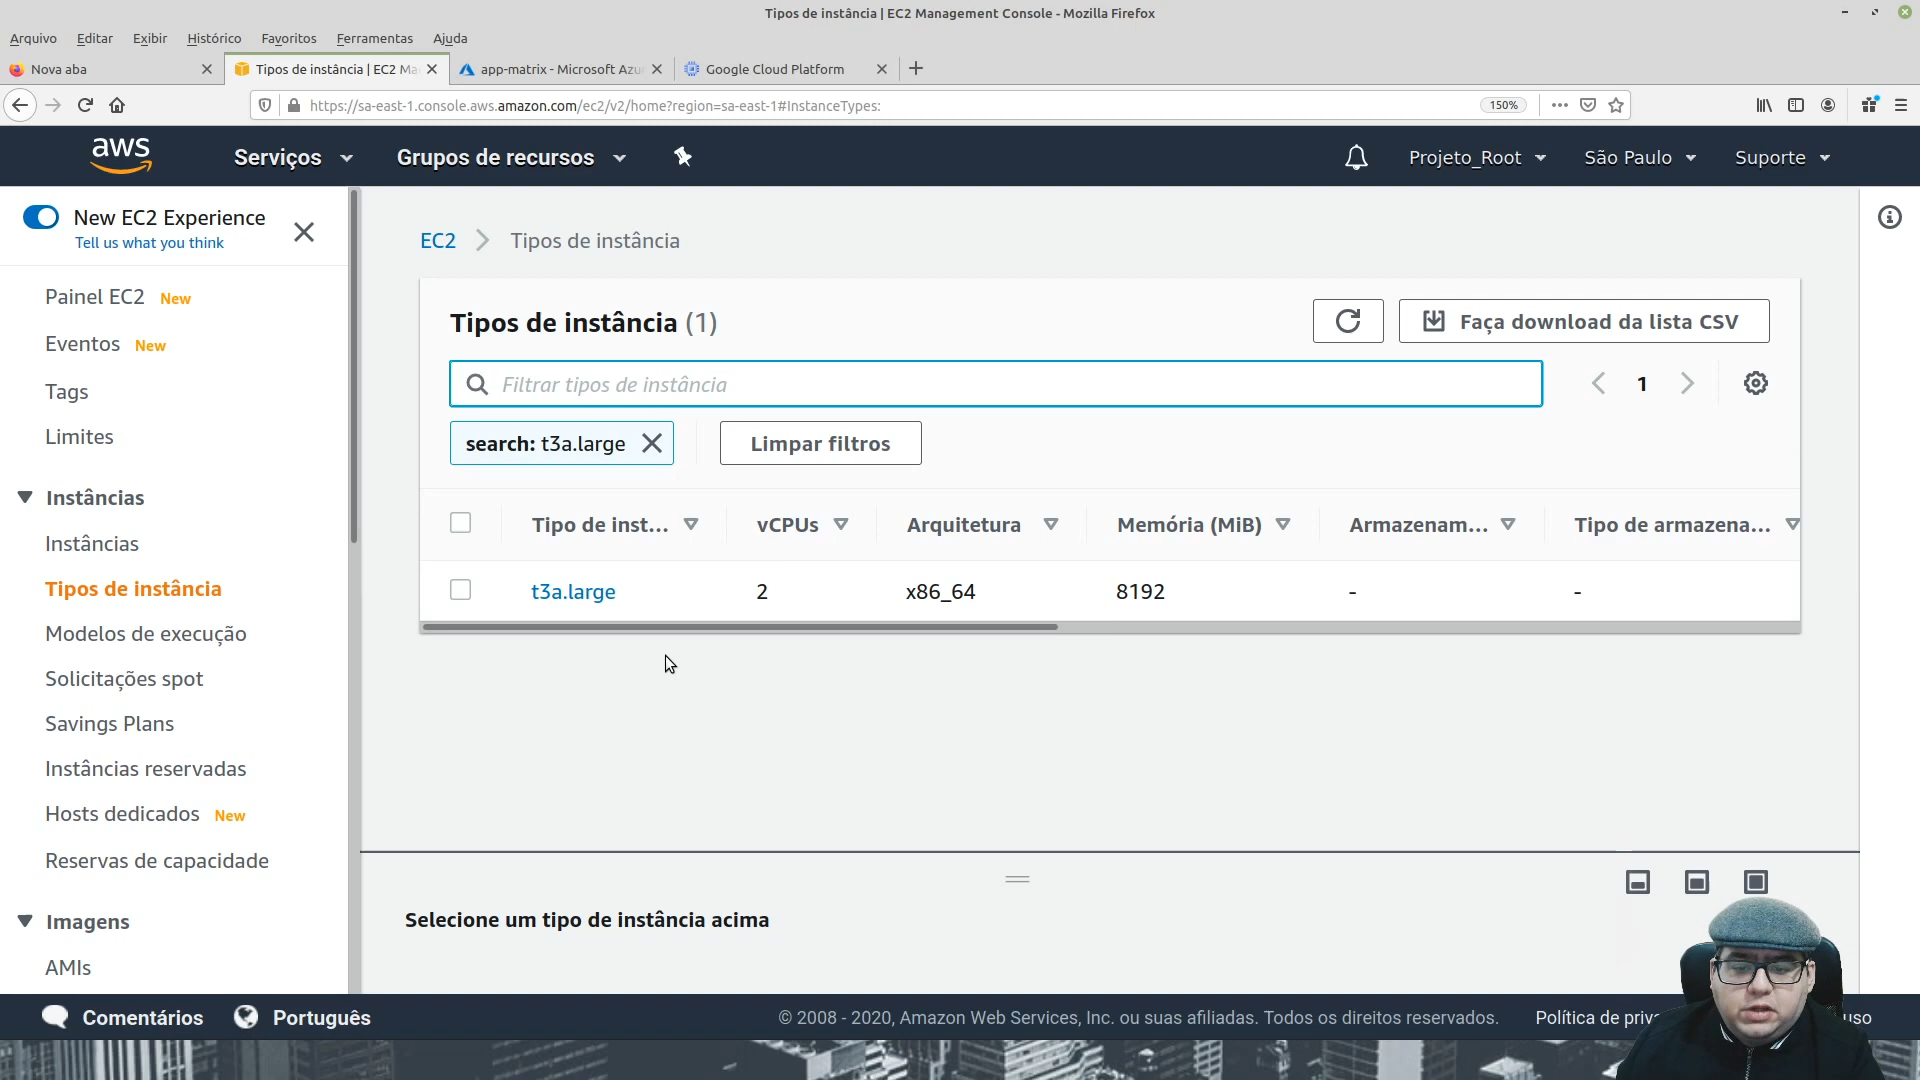 Tipos de instância | EC2 Management Console - Mozilla Firefox
Arquivo Editar Exibir Histórico Favoritos Ferramentas Ajuda
Nova aba
Tipos de instância | EC2 Ma
app-matrix - Microsoft Azu
Google Cloud Platform
https://sa-east-1.console.aws.amazon.com/ec2/v2/home?region=sa-east-1#InstanceTypes:
150%
aws
Serviços
Grupos de recursos
Projeto_Root
São Paulo
Suporte
New EC2 Experience
Tell us what you think
Painel EC2 New
Eventos New
Tags
Limites
Instâncias
Instâncias
Tipos de instância
Modelos de execução
Solicitações spot
Savings Plans
Instâncias reservadas
Hosts dedicados New
Reservas de capacidade
Imagens
AMIs
EC2 > Tipos de instância
Tipos de instância (1)
Faça download da lista CSV
Filtrar tipos de instância
1
search: t3a.large
Limpar filtros
Tipo de inst... vCPUs Arquitetura Memória (MiB) Armazenam... Tipo de armazena...
t3a.large 2 x86_64 8192 - -
Selecione um tipo de instância acima
Comentários
Português
© 2008 - 2020, Amazon Web Services, Inc. ou suas afiliadas. Todos os direitos reservados.
Política de priva
uso